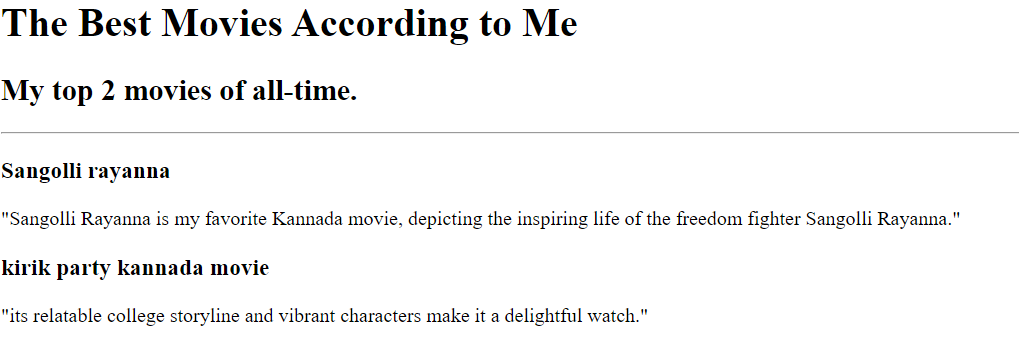 The Best Movies According to Me
My top 2 movies of all-time.
Sangolli rayanna
"Sangolli Rayanna is my favorite Kannada movie, depicting the inspiring life of the freedom fighter Sangolli Rayanna."
kirik party kannada movie
"its relatable college storyline and vibrant characters make it a delightful watch."